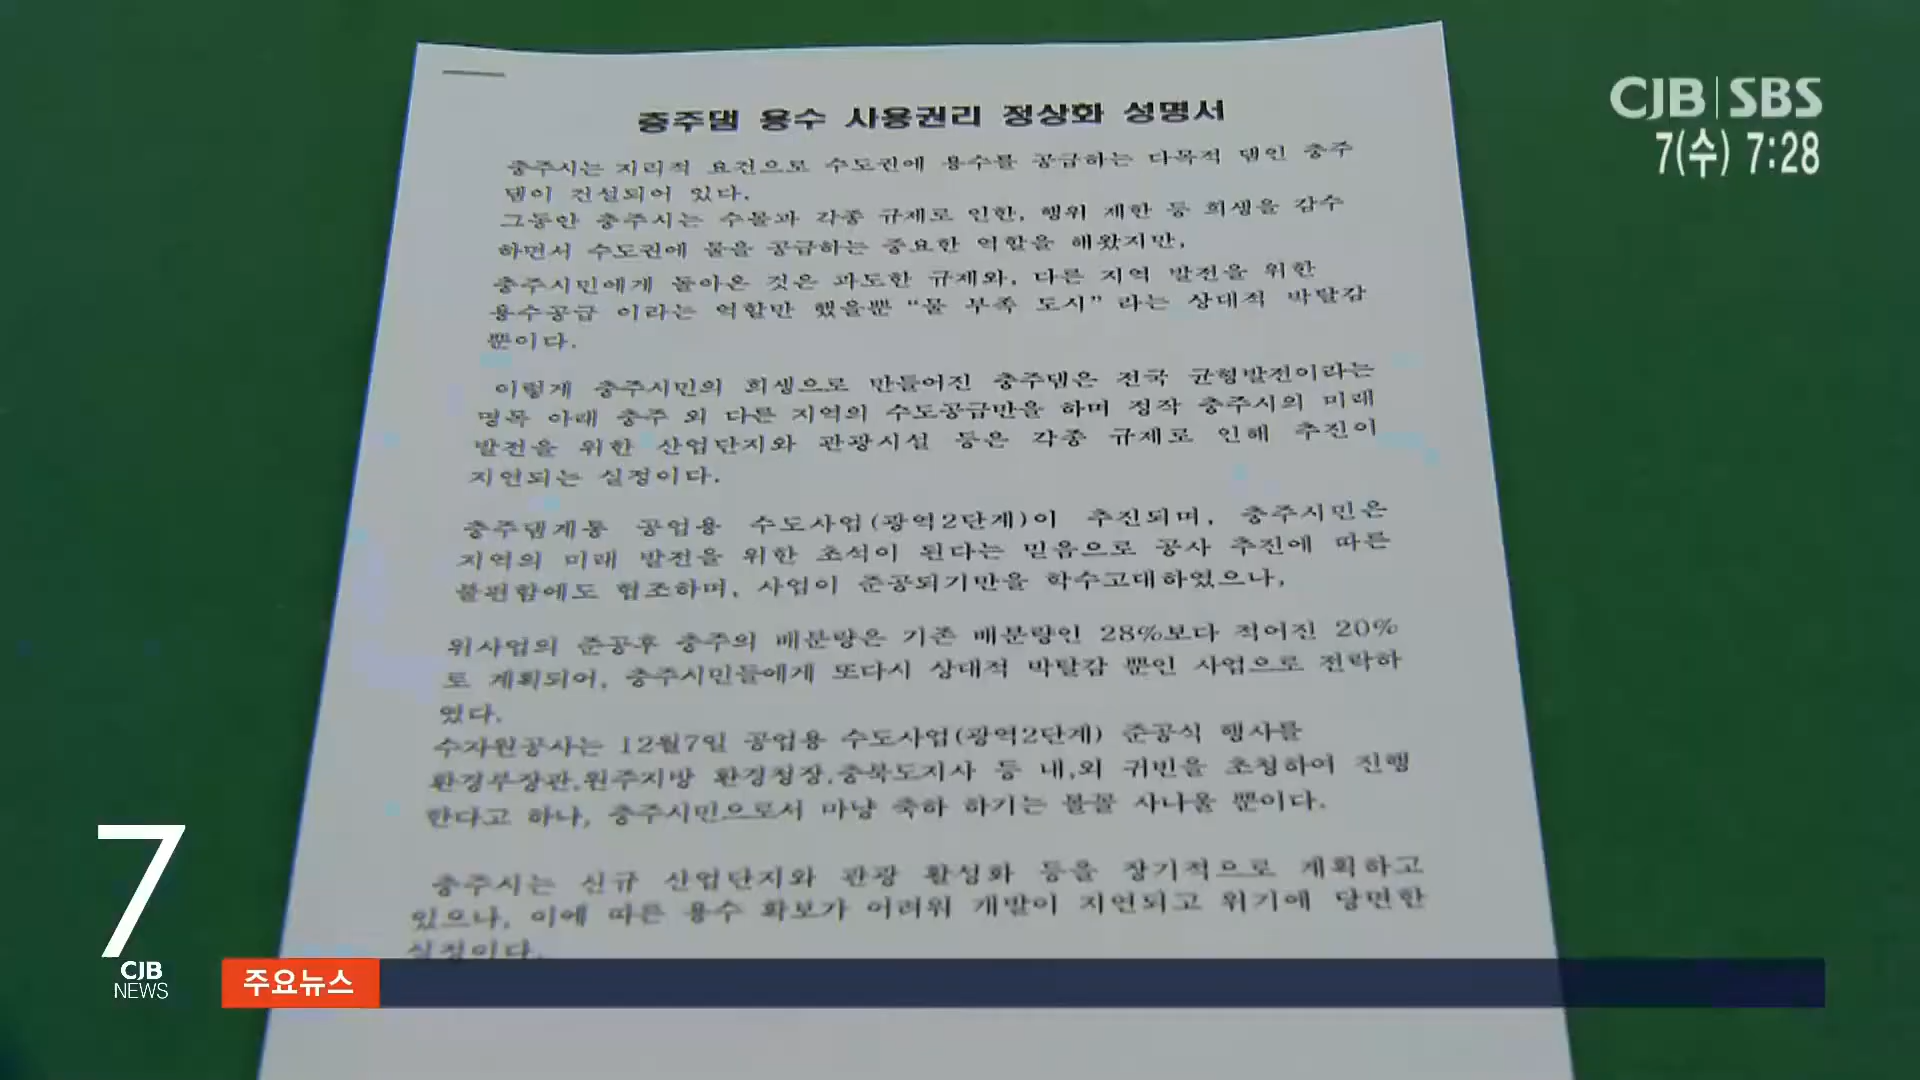 CJB SBS
7(수) 7:28
충주댐 용수 사용권리 정상화 성명서
충주시는 지리적 요건으로 수도권에 용수를 공급하는 다목적 댐인 충주
댐이 건설되어 있다.
그동안 충주시는 수몰과 각종 규제로 인한, 행위 제한 등 희생을 감수
하면서 수도권에 물을 공급하는 중요한 역할을 해왔지만,
충주시민에게 돌아온 것은 과도한 규제와, 다른 지역 발전을 위한
용수공급 이라는 역할만 했을뿐 “물 부족 도시” 라는 상대적 박탈감
뿐이다.
이렇게 충주시민의 희생으로 만들어진 충주댐은 전국 균형발전이라는
명목 아래 충주 외 다른 지역의 수도공급만을 하며 정작 충주시의 미래
발전을 위한 산업단지와 관광시설 등은 각종 규제로 인해 추진이
지연되는 실정이다.
충주댐계통 공업용 수도사업(광역2단계)이 추진되며, 충주시민은
지역의 미래 발전을 위한 초석이 된다는 믿음으로 공사 추진에 따른
불편함에도 협조하며, 사업이 준공되기만을 학수고대하였으나,
위사업의 준공후 충주의 배분량은 기존 배분량인 28%보다 적어진 20%
로 계획되어, 충주시민들에게 또다시 상대적 박탈감 뿐인 사업으로 전락하
였다.
수자원공사는 12월7일 공업용 수도사업(광역2단계) 준공식 행사를
환경부장관,원주지방 환경청장,충북도지사 등 내,외 귀빈을 초청하여 진행
한다고 하나, 충주시민으로서 마냥 축하 하기는 볼꼴 사나울 뿐이다.
충주시는 신규 산업단지와 관광 활성화 등을 장기적으로 계획하고
있으나, 이에 따른 용수 확보가 어려워 개발이 지연되고 위기에 당면한
실정이다.
7
CJB
NEWS
주요뉴스